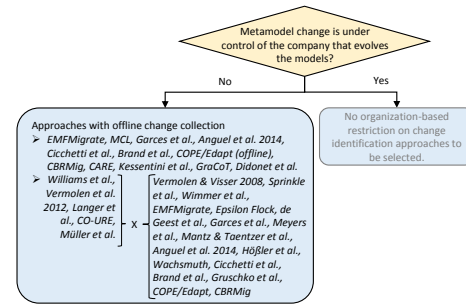 Metamodel change is under
control of the company that evolves
the models?
No
Yes
Approaches with offline change collection
➢ EMFMigrate, MCL, Garces et al., Anguel et al. 2014,
Cicchetti et al., Brand et al., COPE/Edapt (offline),
CBRMig, CARE, Kessentini et al., GraCoT, Didonet et al.
➢ Williams et al.,
Vermolen et al.
2012, Langer et
al., CO-URE,
Müller et al.
X
Vermolen & Visser 2008, Sprinkle
et al., Wimmer et al.,
EMFMigrate, Epsilon Flock, de
Geest et al., Garces et al., Meyers
et al., Mantz & Taentzer et al.,
Anguel et al. 2014, Hößler et al.,
Wachsmuth, Cicchetti et al.,
Brand et al., Gruschko et al.,
COPE/Edapt, CBRMig
No organization-based
restriction on change
identification approaches to
be selected.